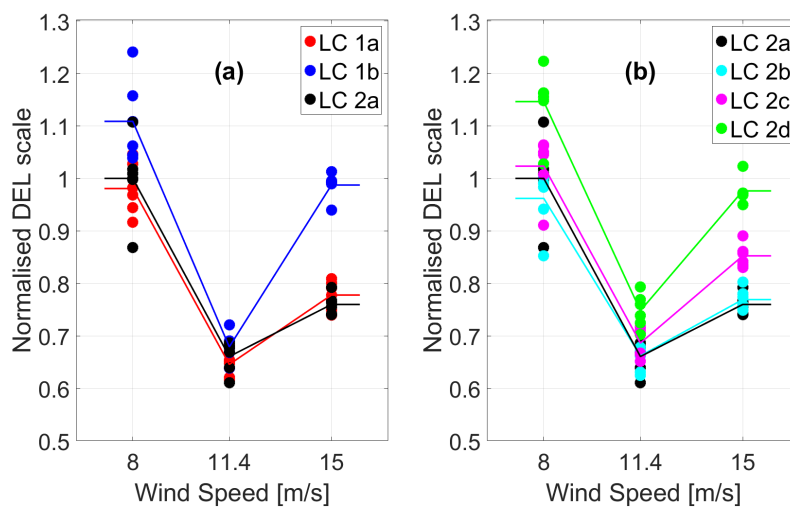 1.3
1.2
1.1
1
0.9
0.8
0.7
0.6
0.5
Normalised DEL scale
(a)
LC 1a
LC 1b
LC 2a
8
11.4
15
Wind Speed [m/s]
1.3
1.2
1.1
1
0.9
0.8
0.7
0.6
0.5
Normalised DEL scale
(b)
LC 2a
LC 2b
LC 2c
LC 2d
8
11.4
15
Wind Speed [m/s]